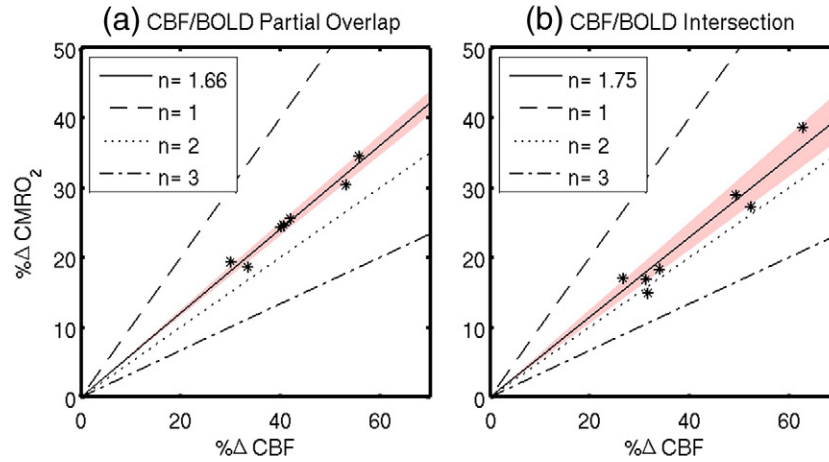 (a) CBF/BOLD Partial Overlap
50
40
30
20
10
0
%Δ CMRO₂
n= 1.66
n= 1
n= 2
n= 3
0 20 40 60
%Δ CBF
(b) CBF/BOLD Intersection
50
40
30
20
10
0
n= 1.75
n= 1
n= 2
n= 3
0 20 40 60
%Δ CBF